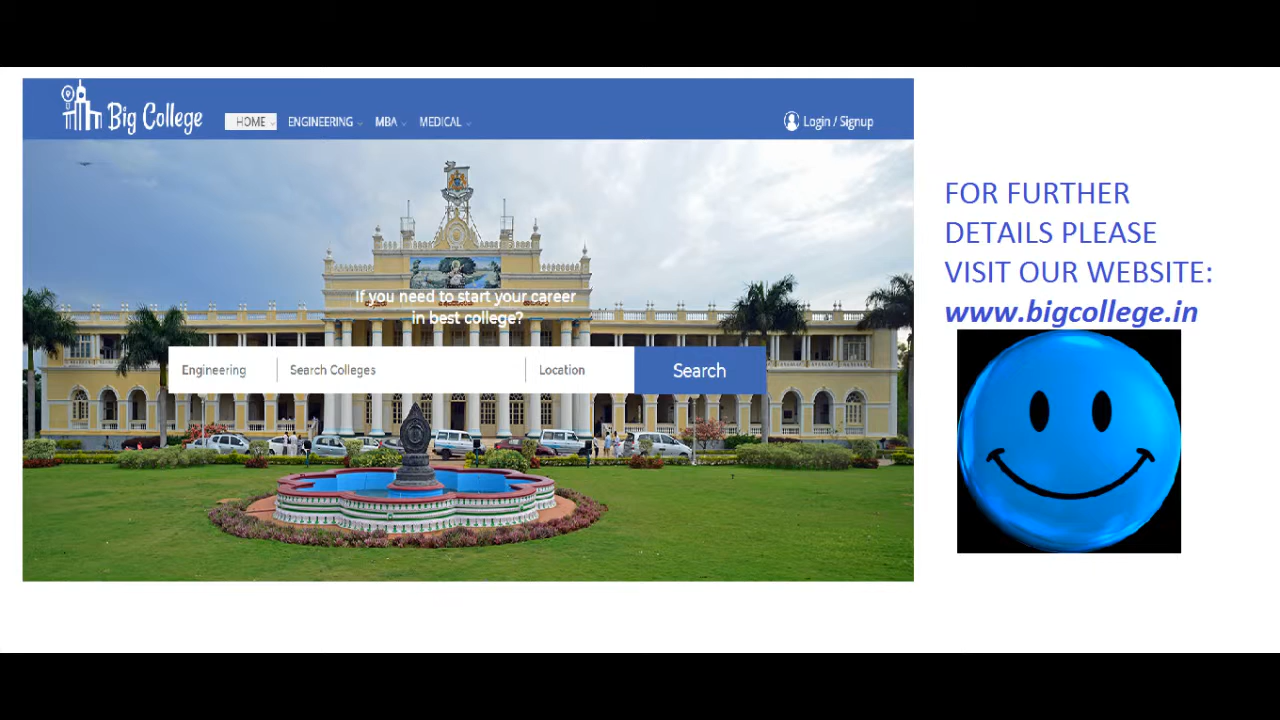 Big College
HOME ENGINEERING MBA MEDICAL
Login / Signup
If you need to start your career
in best college?
Engineering Search Colleges Location Search
FOR FURTHER
DETAILS PLEASE
VISIT OUR WEBSITE:
www.bigcollege.in